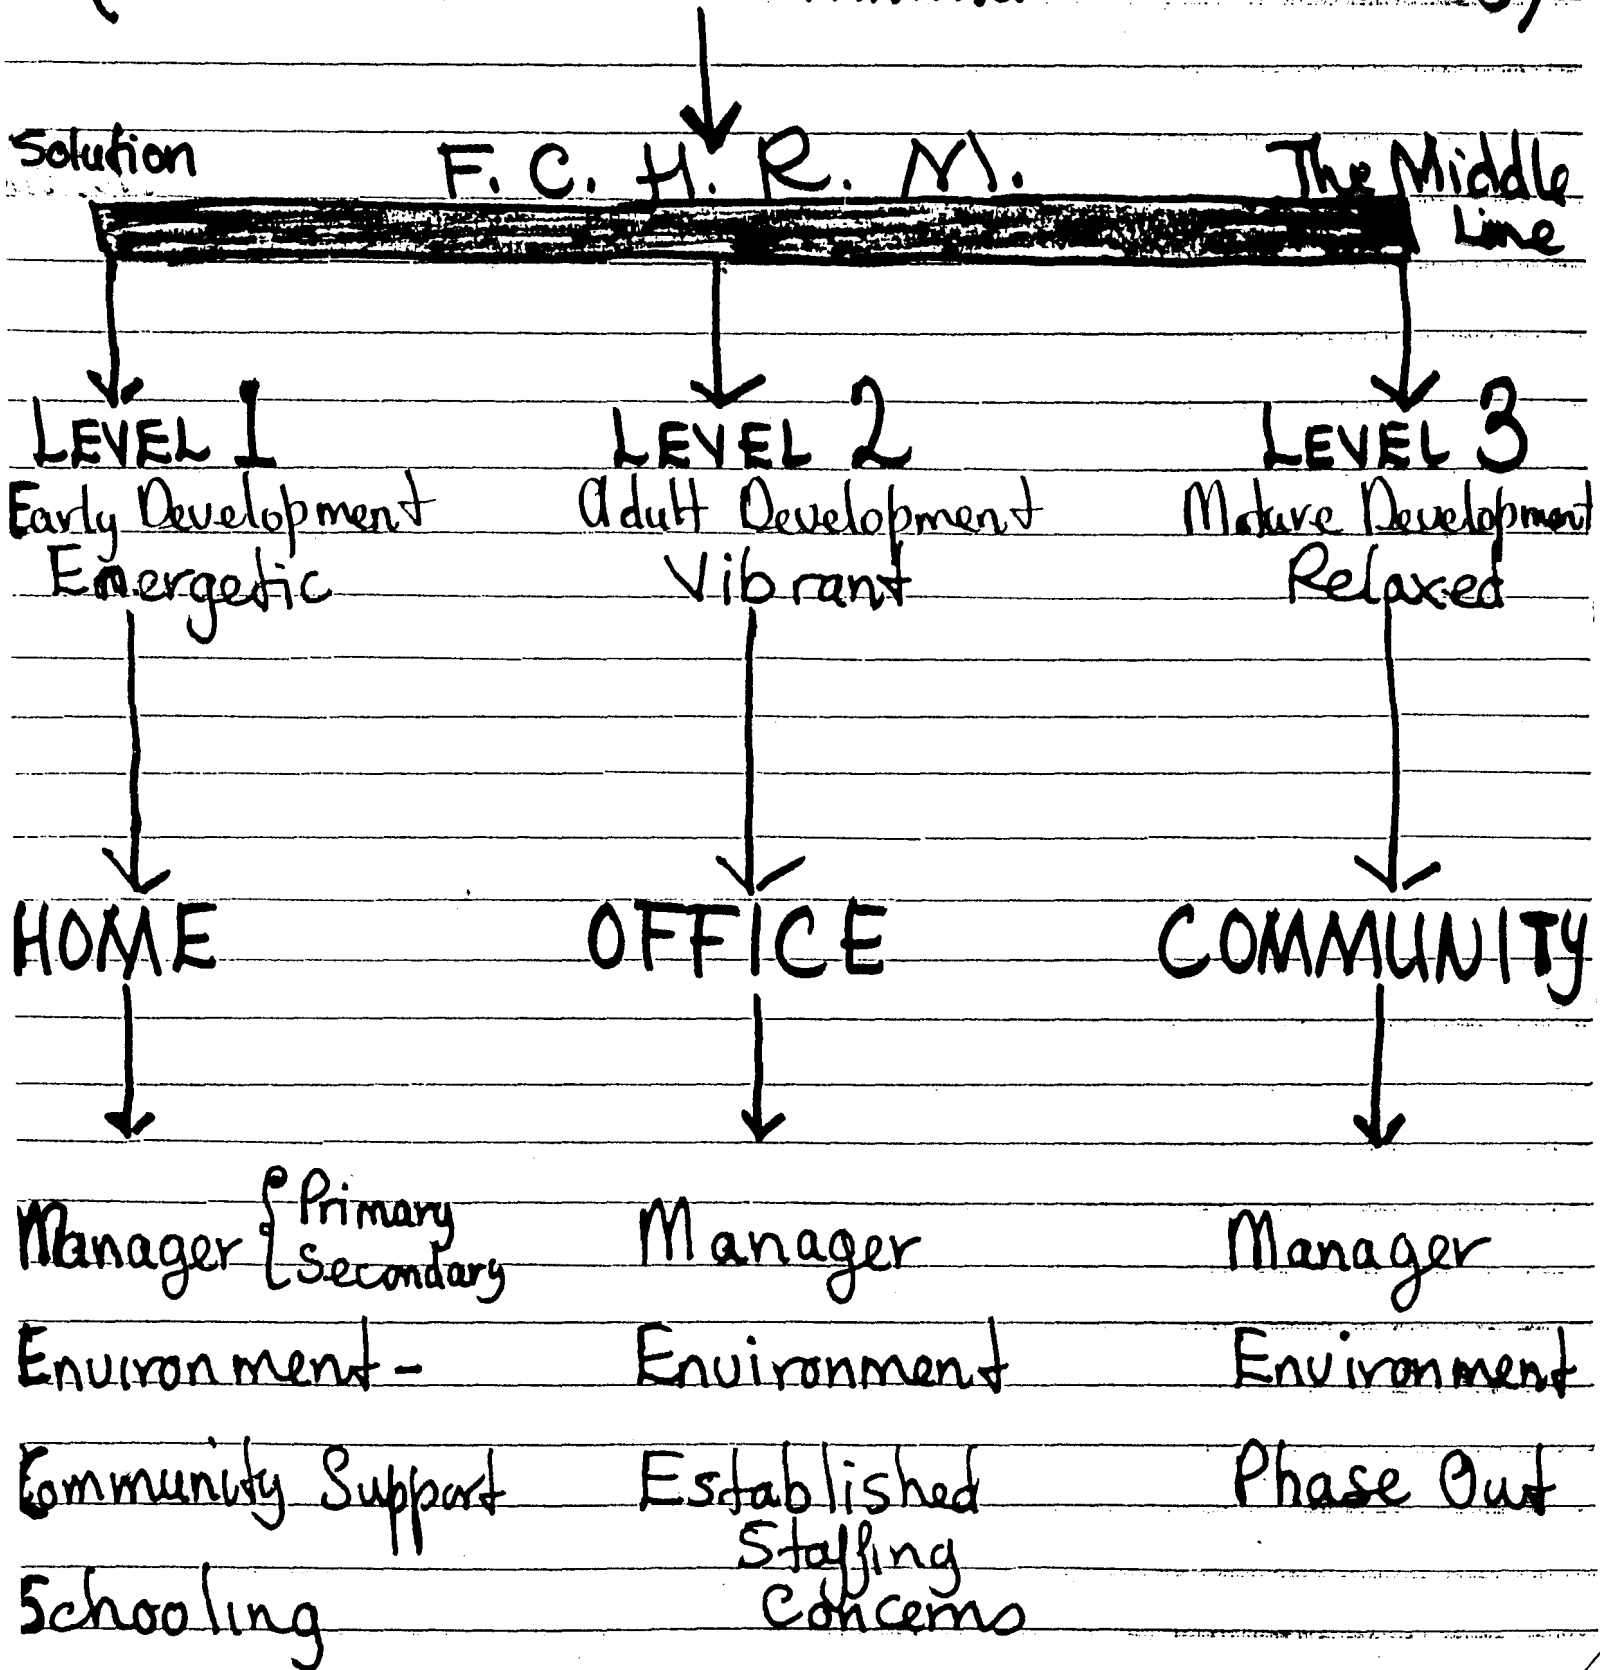 Solution F. C. H. R. M. The Middle
Line
LEVEL 1 LEVEL 2 LEVEL 3
Early Development Adult Development Mature Development
Energetic Vibrant Relaxed
HOME OFFICE COMMUNITY
Manager { Primary Manager Manager
Secondary
Environment - Environment Environment
Community Support Established Phase Out
Staffing
Schooling Concerns